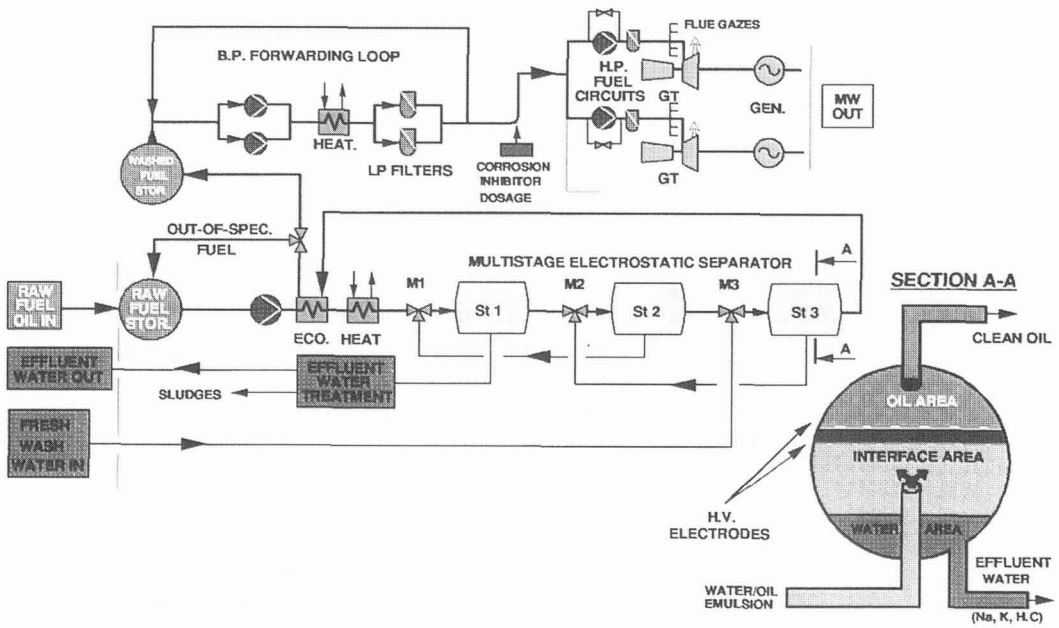 B.P. FORWARDING LOOP
HEAT.
LP FILTERS
WASHED
FUEL
STOR.
CORROSION
INHIBITOR
DOSAGE
FLUE GAZES
H.P.
FUEL
CIRCUITS
GT
GEN.
MW
OUT
GT
OUT-OF-SPEC.
FUEL
RAW
FUEL
OIL IN
RAW
FUEL
STOR.
ECO.
HEAT
MULTISTAGE ELECTROSTATIC SEPARATOR
M1
St 1
M2
St 2
M3
St 3
A
A
EFFLUENT
WATER OUT
SLUDGES
EFFLUENT
WATER
TREATMENT
FRESH
WASH
WATER IN
SECTION A-A
CLEAN OIL
OIL AREA
INTERFACE AREA
H.V.
ELECTRODES
WATER AREA
WATER/OIL
EMULSION
EFFLUENT
WATER
(Na, K, H.C)